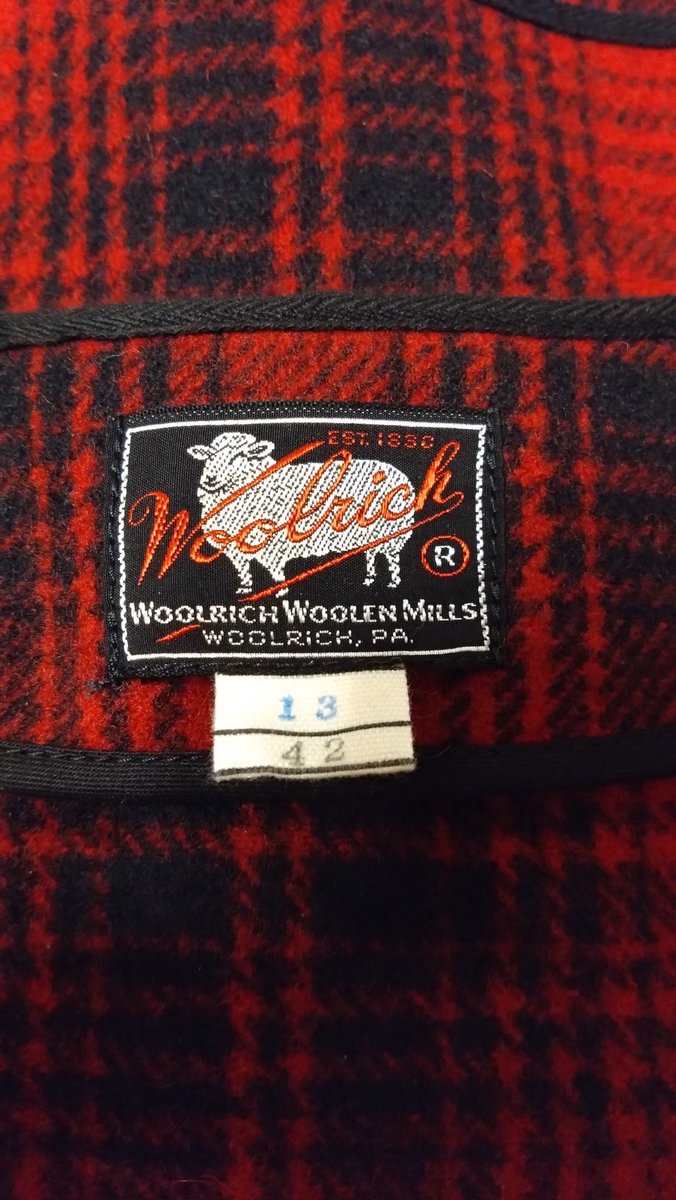 EST. 1830
Woolrich
®
WOOLRICH WOOLEN MILLS
WOOLRICH, PA.
13
42